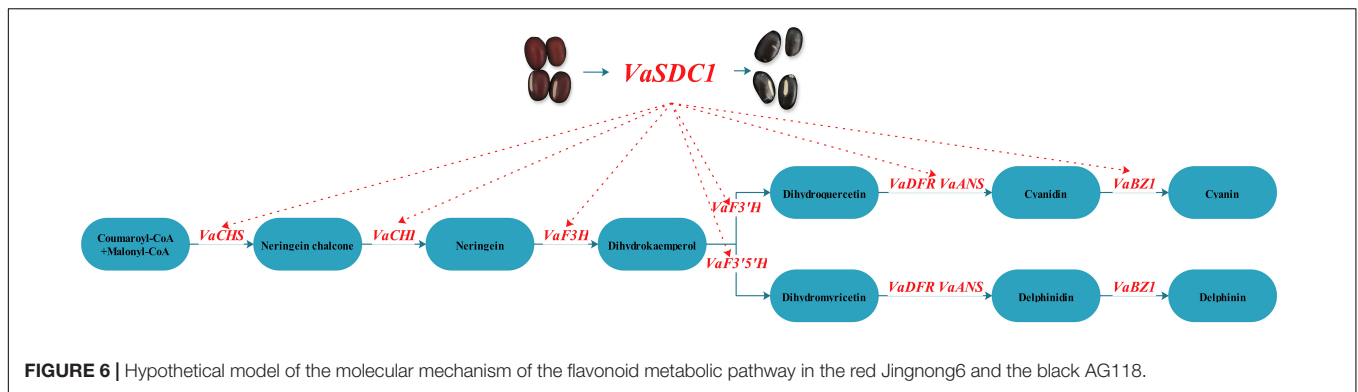 VaSDC1
Dihydroquercetin
VaDFR VaANS
Cyanidin
VaBZ1
Cyanin
VaF3'H
Coumaroyl-CoA
+Malonyl-CoA
VaCHS
Neringein chalcone
VaCHI
Neringein
VaF3H
Dihydrokaempferol
VaF3'5'H
Dihydromyricetin
VaDFR VaANS
Delphinidin
VaBZ1
Delphinin
FIGURE 6 | Hypothetical model of the molecular mechanism of the flavonoid metabolic pathway in the red Jingnong6 and the black AG118.